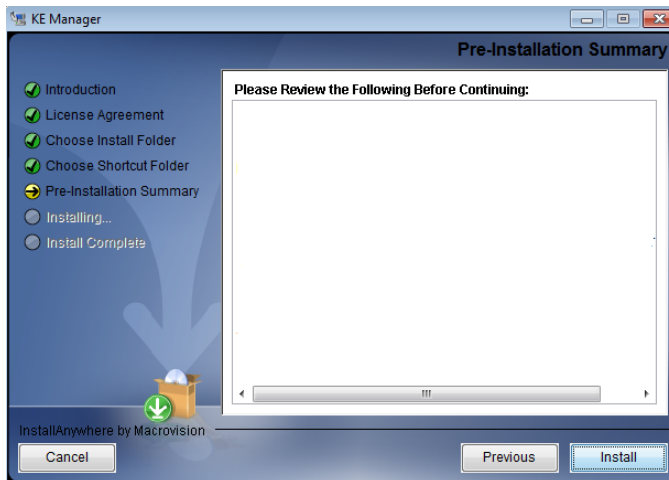 KE Manager
Pre-Installation Summary
Introduction
License Agreement
Choose Install Folder
Choose Shortcut Folder
Pre-Installation Summary
Installing...
Install Complete
Please Review the Following Before Continuing:
InstallAnywhere by Macrovision
Cancel
Previous
Install